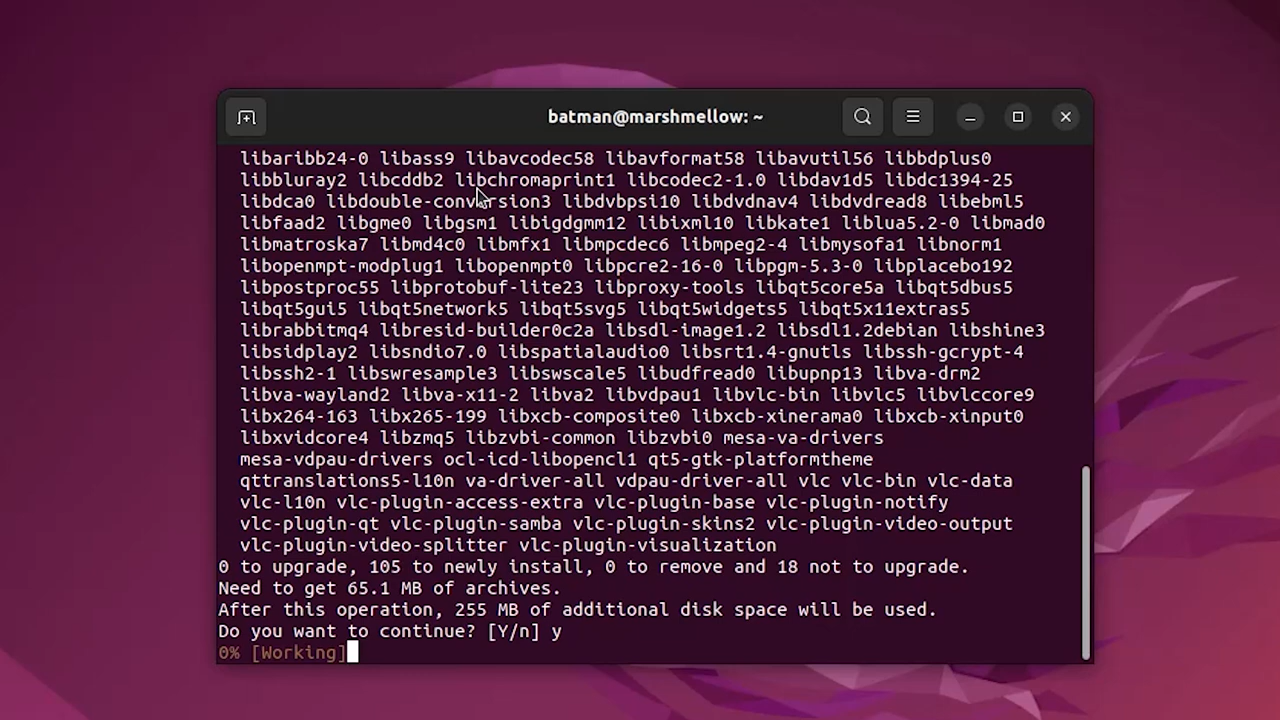 batman@marshmellow: ~
libaribb24-0 libass9 libavcodec58 libavformat58 libavutil56 libbdplus0
libbluray2 libcddb2 libchromaprint1 libcodec2-1.0 libdav1d5 libdc1394-25
libdca0 libdouble-conversion3 libdvbpsi10 libdvdnav4 libdvdread8 libebml5
libfaad2 libgme0 libgsm1 libigdgmm12 libixml10 libkate1 liblua5.2-0 libmad0
libmatroska7 libmd4c0 libmfx1 libmpcdec6 libmpeg2-4 libmysofa1 libnorm1
libopenmpt-modplug1 libopenmpt0 libpcre2-16-0 libpgm-5.3-0 libplacebo192
libpostproc55 libprotobuf-lite23 libproxy-tools libqt5core5a libqt5dbus5
libqt5gui5 libqt5network5 libqt5svg5 libqt5widgets5 libqt5x11extras5
librabbitmq4 libresid-builder0c2a libsdl-image1.2 libsdl1.2debian libshine3
libsidplay2 libsndio7.0 libspatialaudio0 libsrt1.4-gnutls libssh-gcrypt-4
libssh2-1 libswresample3 libswscale5 libudfread0 libupnp13 libva-drm2
libva-wayland2 libva-x11-2 libva2 libvdpau1 libvlc-bin libvlc5 libvlccore9
libx264-163 libx265-199 libxcb-composite0 libxcb-xinerama0 libxcb-xinput0
libxvidcore4 libzmq5 libzvbi-common libzvbi0 mesa-va-drivers
mesa-vdpau-drivers ocl-icd-libopencl1 qt5-gtk-platformtheme
qttranslations5-l10n va-driver-all vdpau-driver-all vlc vlc-bin vlc-data
vlc-l10n vlc-plugin-access-extra vlc-plugin-base vlc-plugin-notify
vlc-plugin-qt vlc-plugin-samba vlc-plugin-skins2 vlc-plugin-video-output
vlc-plugin-video-splitter vlc-plugin-visualization
0 to upgrade, 105 to newly install, 0 to remove and 18 not to upgrade.
Need to get 65.1 MB of archives.
After this operation, 255 MB of additional disk space will be used.
Do you want to continue? [Y/n] y
0% [Working]